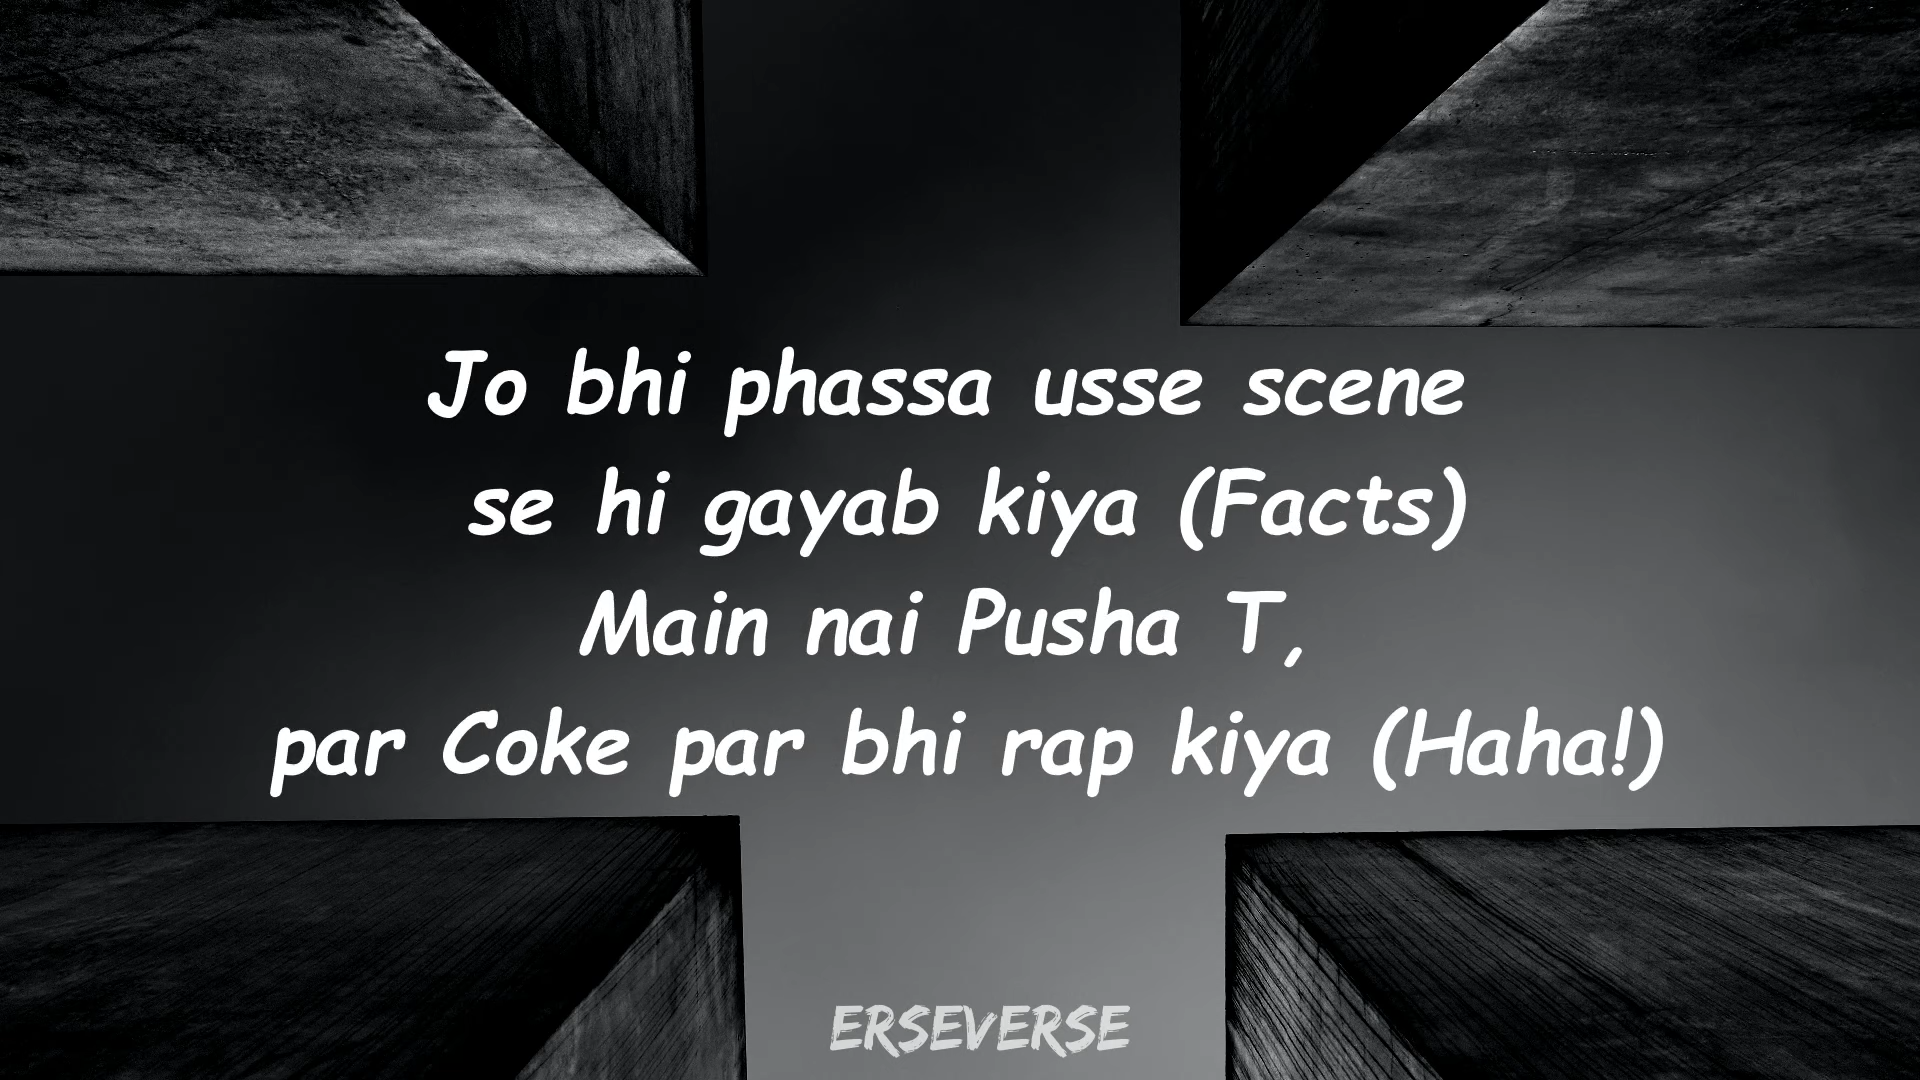 Jo bhi phassa usse scene
se hi gayab kiya (Facts)
Main nai Pusha T,
par Coke par bhi rap kiya (Haha!)
ERSEVERSE